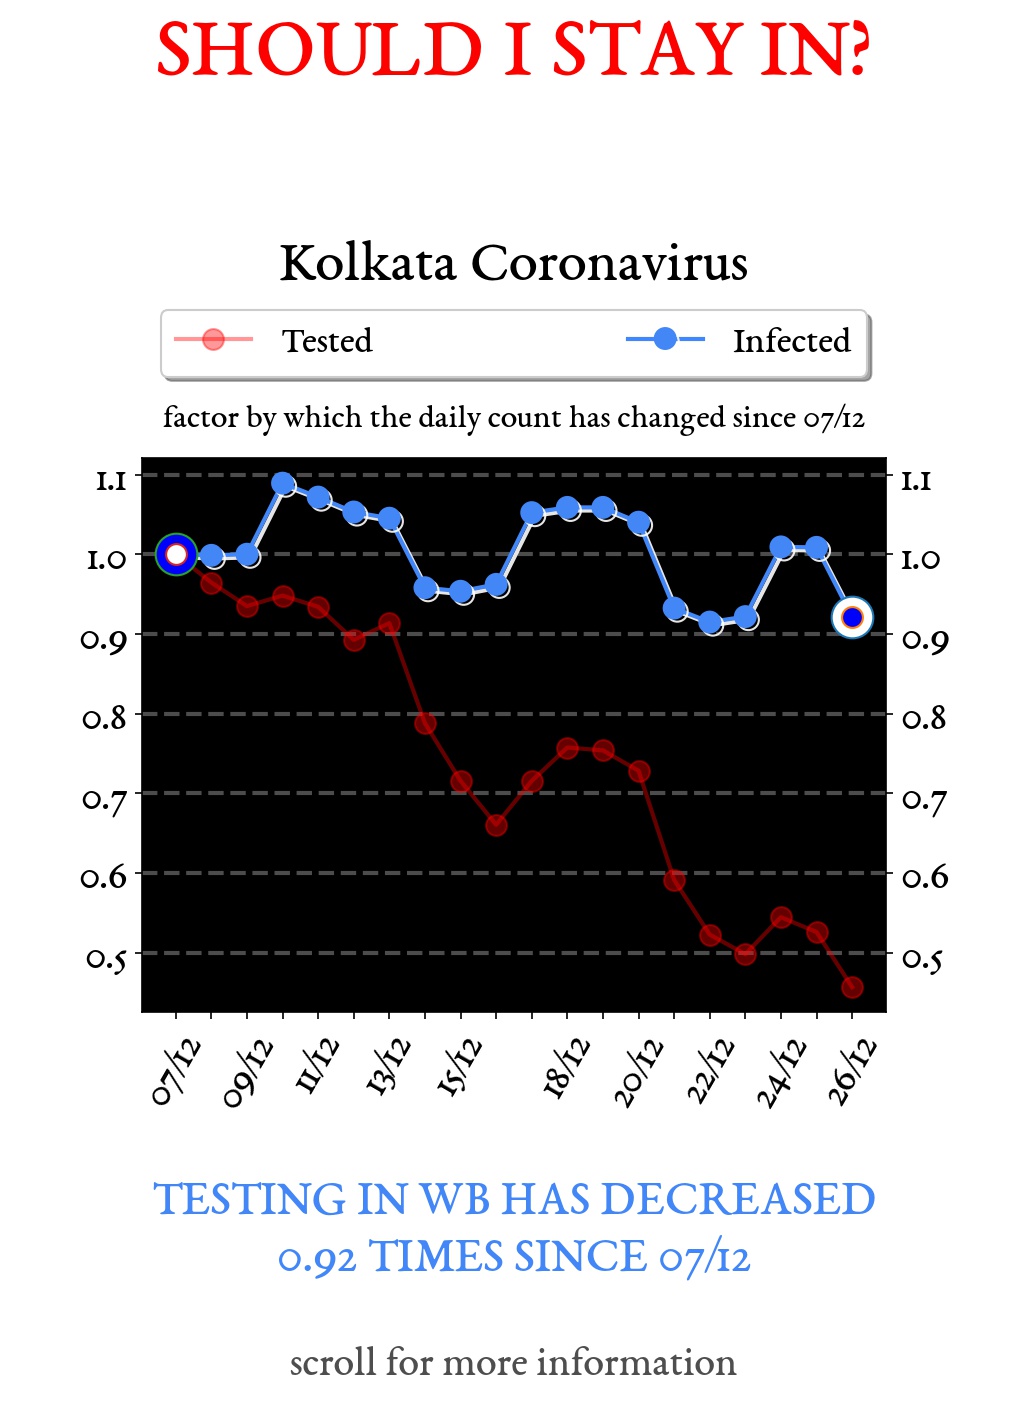 SHOULD I STAY IN?
Kolkata Coronavirus
Tested Infected
factor by which the daily count has changed since 07/12
1.1 1.1
1.0 1.0
0.9 0.9
0.8 0.8
0.7 0.7
0.6 0.6
0.5 0.5
07/12 09/12 11/12 13/12 15/12 18/12 20/12 22/12 24/12 26/12
TESTING IN WB HAS DECREASED
0.92 TIMES SINCE 07/12
scroll for more information